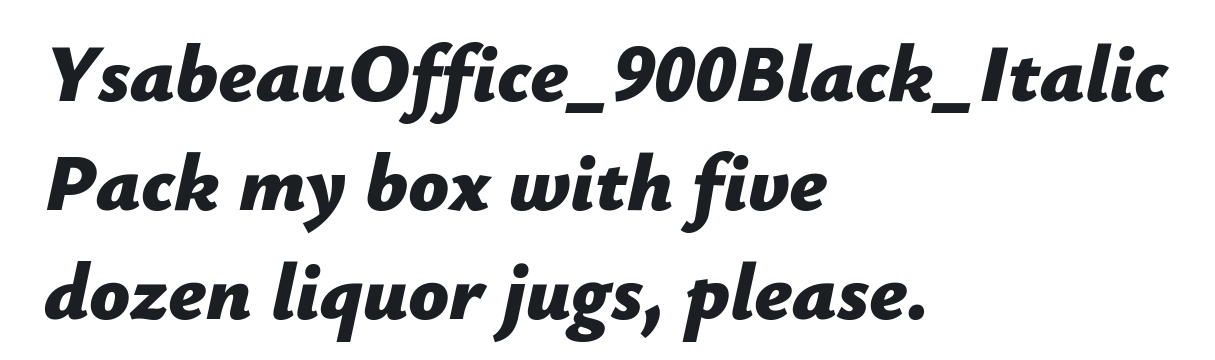 YsabeauOffice_900Black_Italic
Pack my box with five
dozen liquor jugs, please.